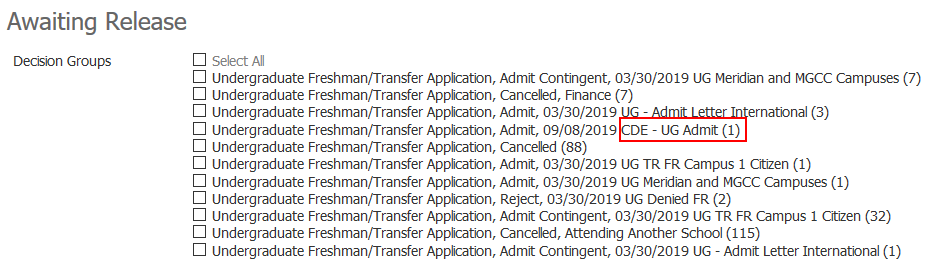 Awaiting Release
Decision Groups
Select All
Undergraduate Freshman/Transfer Application, Admit Contingent, 03/30/2019 UG Meridian and MGCC Campuses (7)
Undergraduate Freshman/Transfer Application, Cancelled, Finance (7)
Undergraduate Freshman/Transfer Application, Admit, 03/30/2019 UG - Admit Letter International (3)
Undergraduate Freshman/Transfer Application, Admit, 09/08/2019 CDE - UG Admit (1)
Undergraduate Freshman/Transfer Application, Cancelled (88)
Undergraduate Freshman/Transfer Application, Admit, 03/30/2019 UG TR FR Campus 1 Citizen (1)
Undergraduate Freshman/Transfer Application, Admit, 03/30/2019 UG Meridian and MGCC Campuses (1)
Undergraduate Freshman/Transfer Application, Reject, 03/30/2019 UG Denied FR (2)
Undergraduate Freshman/Transfer Application, Admit Contingent, 03/30/2019 UG TR FR Campus 1 Citizen (32)
Undergraduate Freshman/Transfer Application, Cancelled, Attending Another School (115)
Undergraduate Freshman/Transfer Application, Admit Contingent, 03/30/2019 UG - Admit Letter International (1)